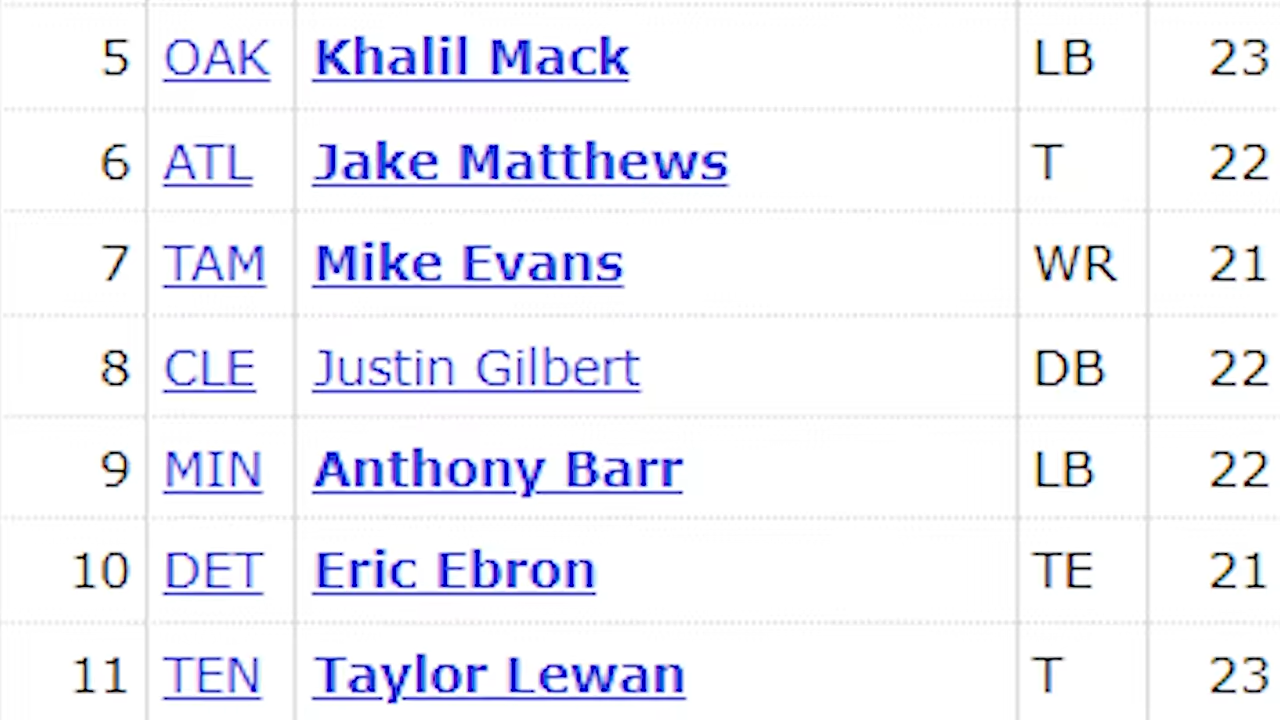 5 OAK Khalil Mack LB 23
6 ATL Jake Matthews T 22
7 TAM Mike Evans WR 21
8 CLE Justin Gilbert DB 22
9 MIN Anthony Barr LB 22
10 DET Eric Ebron TE 21
11 TEN Taylor Lewan T 23